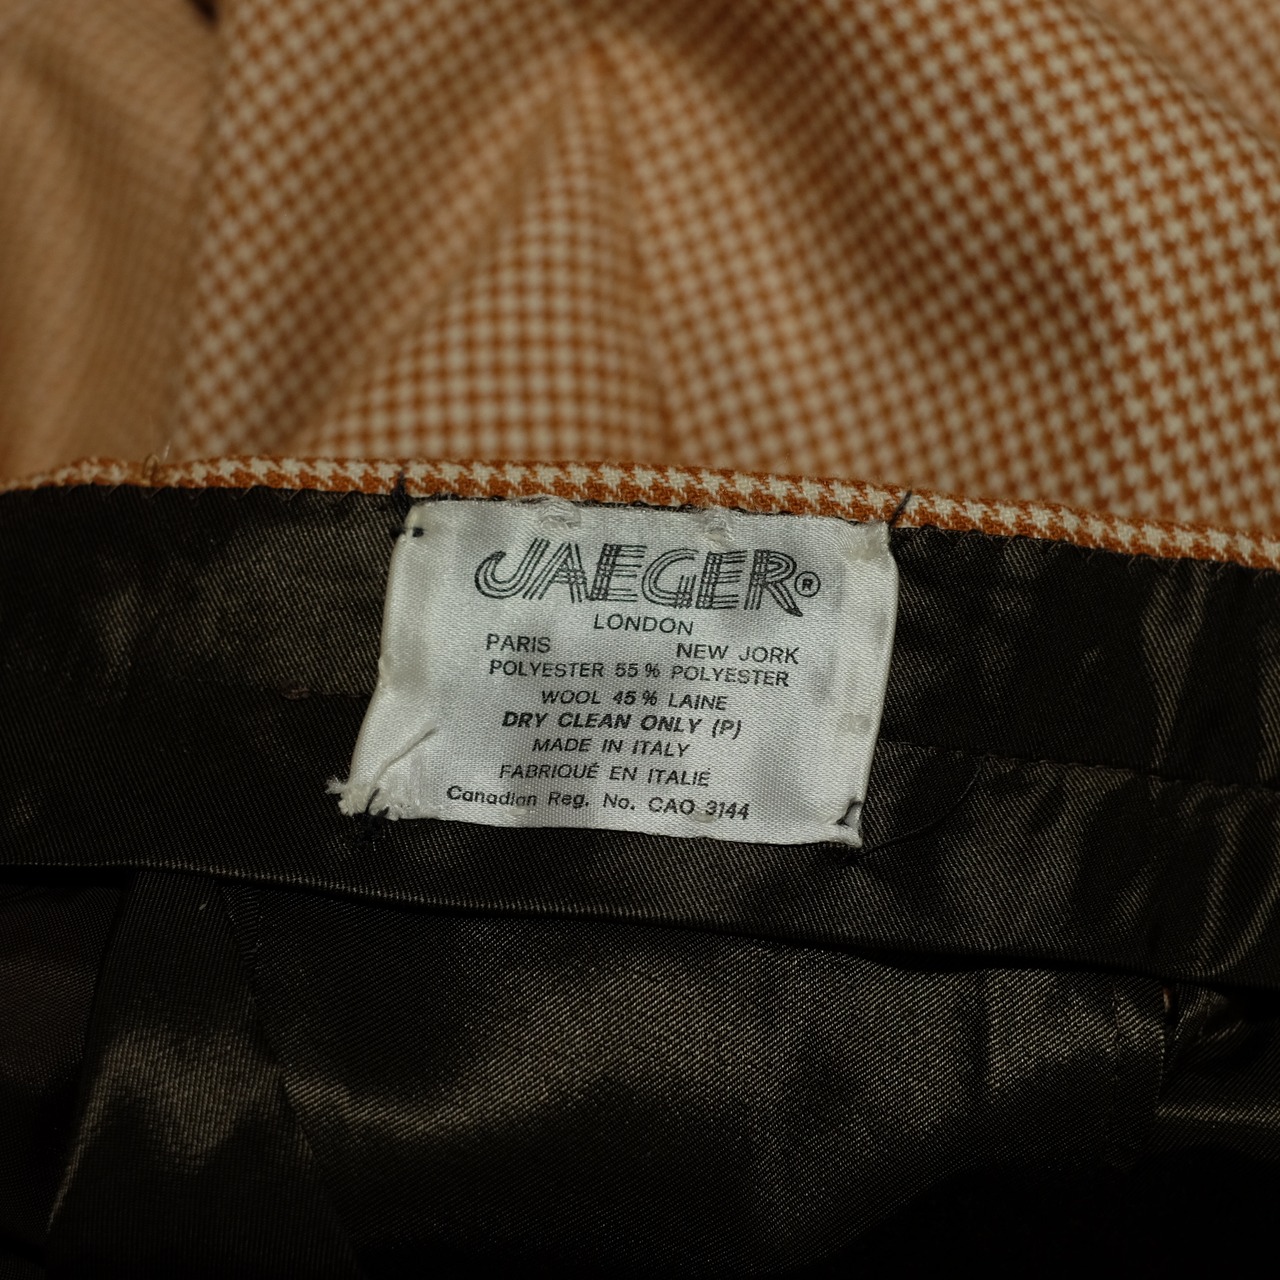 JAEGER®
LONDON
PARIS NEW JORK
POLYESTER 55% POLYESTER
WOOL 45% LAINE
DRY CLEAN ONLY (P)
MADE IN ITALY
FABRIQUÉ EN ITALIÉ
Canadian Reg. No. CAO 3144